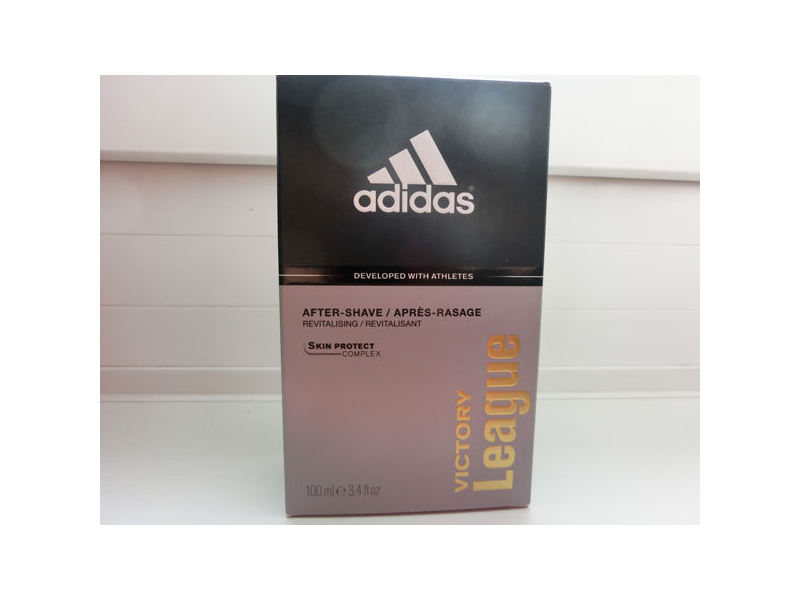 adidas®
DEVELOPED WITH ATHLETES
AFTER-SHAVE / APRÈS-RASAGE
REVITALISING / REVITALISANT
SKIN PROTECT
COMPLEX
VICTORY
League
100 ml e 3.4 fl oz